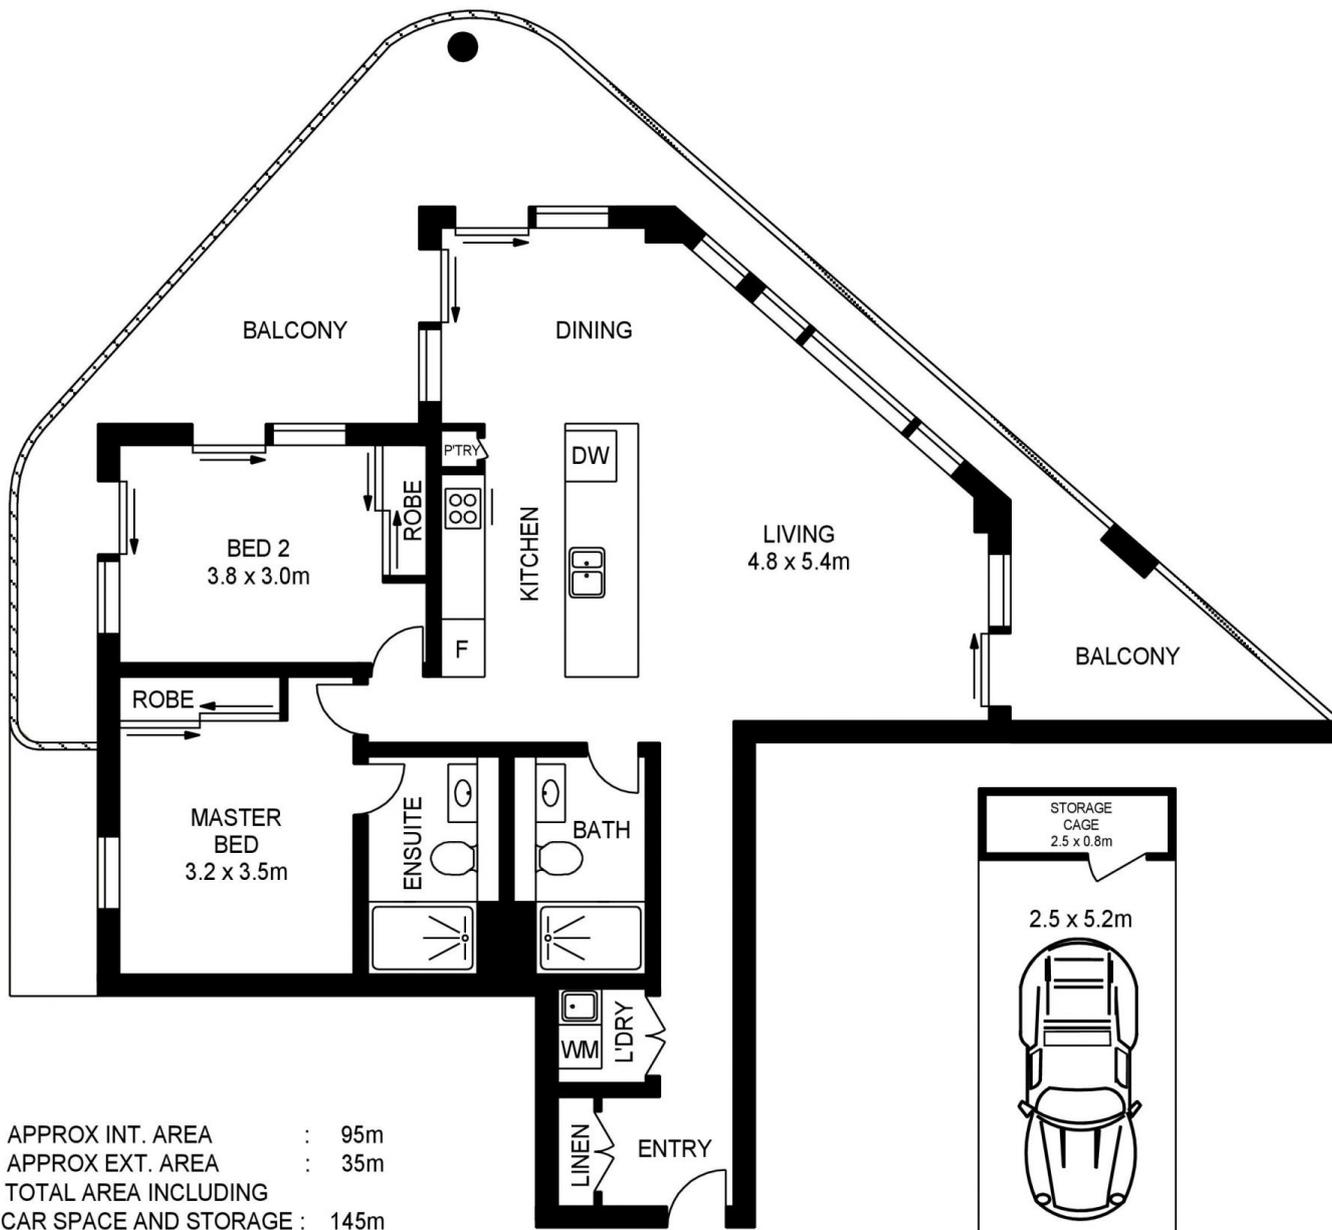 BALCONY
DINING
P'TRY
DW
ROBE
KITCHEN
BED 2
3.8 x 3.0m
LIVING
4.8 x 5.4m
F
BALCONY
ROBE
MASTER
BED
3.2 x 3.5m
ENSUITE
BATH
STORAGE
CAGE
2.5 x 0.8m
2.5 x 5.2m
WM
L'DRY
LINEN
ENTRY
APPROX INT. AREA : 95m
APPROX EXT. AREA : 35m
TOTAL AREA INCLUDING
CAR SPACE AND STORAGE : 145m